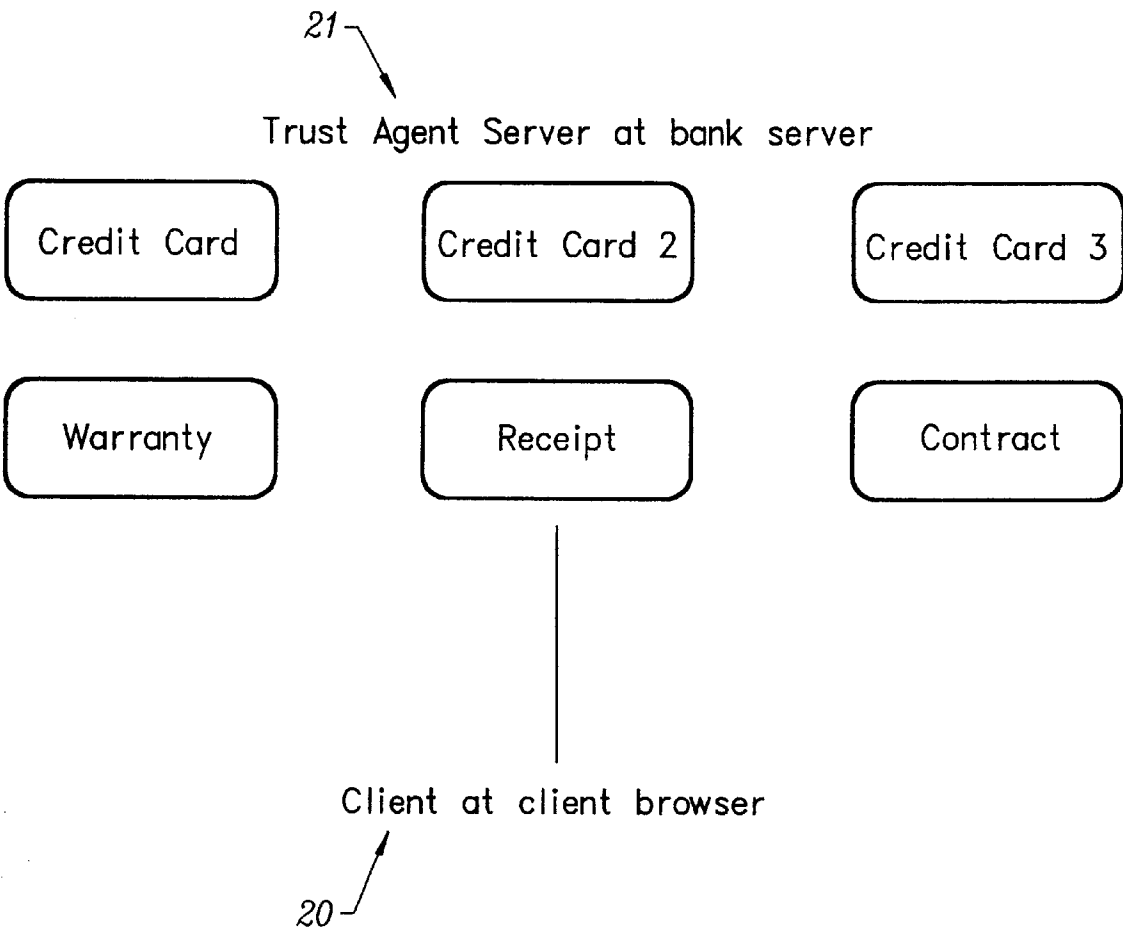 21
Trust Agent Server at bank server
Credit Card Credit Card 2 Credit Card 3
Warranty Receipt Contract
Client at client browser
20